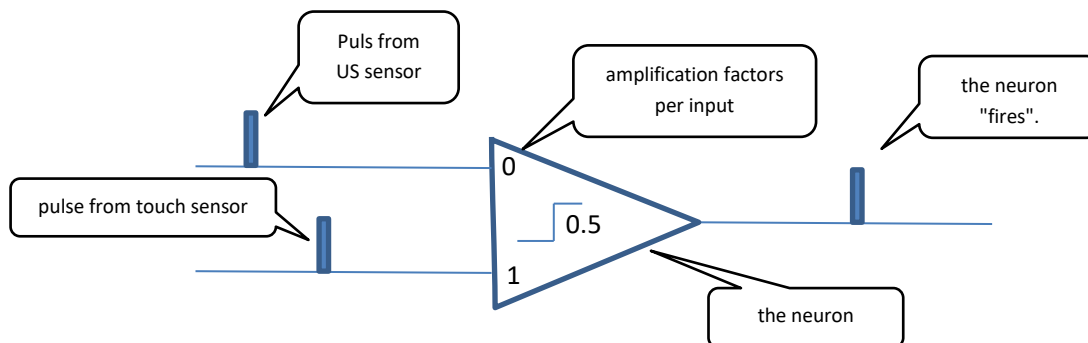 Puls from
US sensor
amplification factors
per input
the neuron
"fires".
0
pulse from touch sensor
0.5
1
the neuron